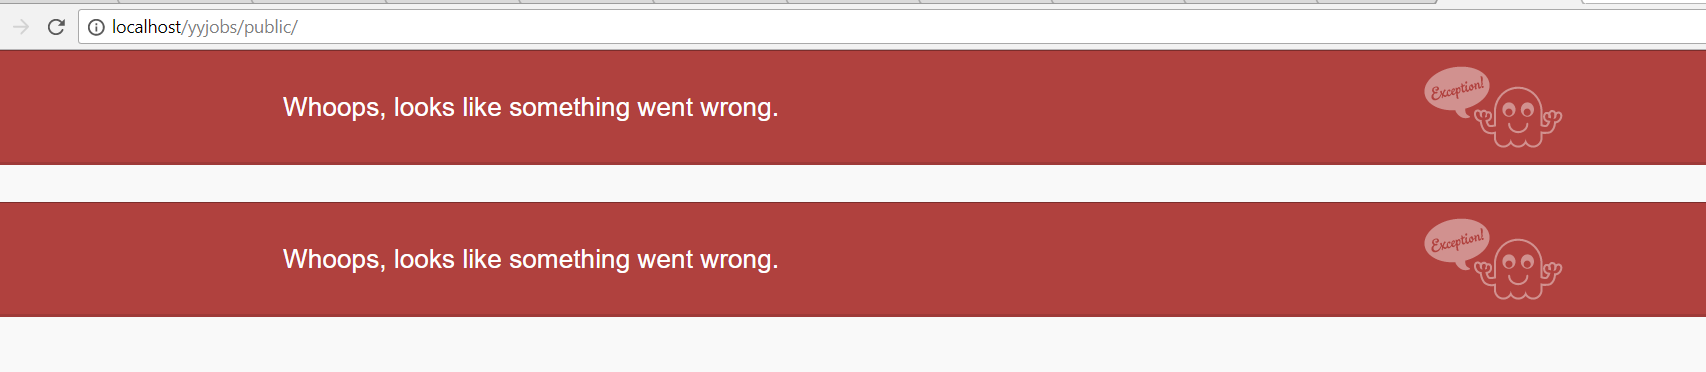 localhost/yyjobs/public/
Whoops, looks like something went wrong.
Exception!
Whoops, looks like something went wrong.
Exception!